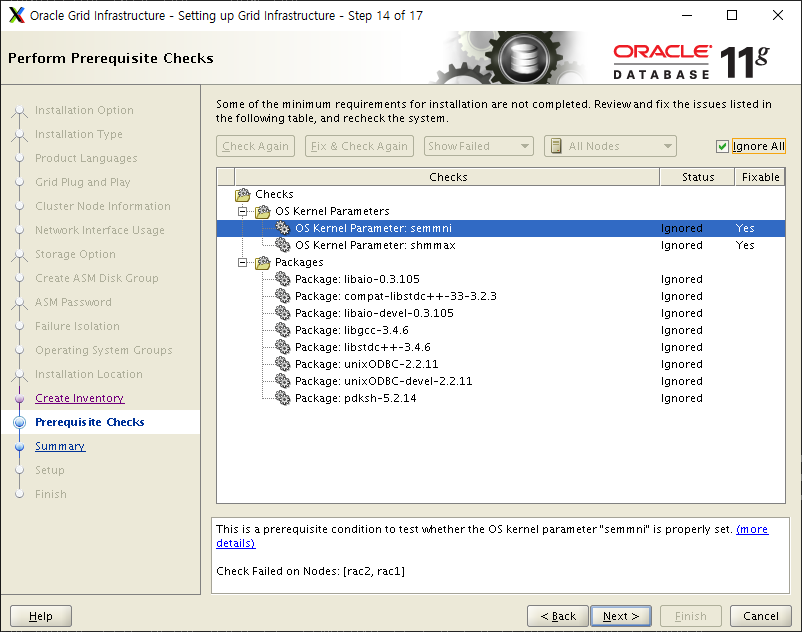 Oracle Grid Infrastructure - Setting up Grid Infrastructure - Step 14 of 17
Perform Prerequisite Checks
ORACLE
DATABASE
11g
Installation Option
Installation Type
Product Languages
Grid Plug and Play
Cluster Node Information
Network Interface Usage
Storage Option
Create ASM Disk Group
ASM Password
Failure Isolation
Operating System Groups
Installation Location
Create Inventory
Prerequisite Checks
Summary
Setup
Finish
Some of the minimum requirements for installation are not completed. Review and fix the issues listed in
the following table, and recheck the system.
Check Again Fix & Check Again Show Failed All Nodes Ignore All
Checks Status Fixable
Checks
OS Kernel Parameters
OS Kernel Parameter: semmni Ignored Yes
OS Kernel Parameter: shmmax Ignored Yes
Packages
Package: libaio-0.3.105 Ignored
Package: compat-libstdc++-33-3.2.3 Ignored
Package: libaio-devel-0.3.105 Ignored
Package: libgcc-3.4.6 Ignored
Package: libstdc++-3.4.6 Ignored
Package: unixODBC-2.2.11 Ignored
Package: unixODBC-devel-2.2.11 Ignored
Package: pdksh-5.2.14 Ignored
This is a prerequisite condition to test whether the OS kernel parameter "semmni" is properly set. (more
details)
Check Failed on Nodes: [rac2, rac1]
Help < Back Next > Finish Cancel